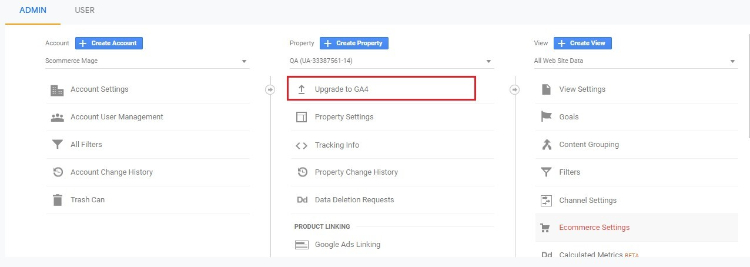 ADMIN USER
Account + Create Account
Scommerce Mage
Account Settings
Account User Management
All Filters
Account Change History
Trash Can
Property + Create Property
QA (UA-33387561-14)
Upgrade to GA4
Property Settings
Tracking Info
Property Change History
Dd Data Deletion Requests
PRODUCT LINKING
Google Ads Linking
View + Create View
All Web Site Data
View Settings
Goals
Content Grouping
Filters
Channel Settings
Ecommerce Settings
Dd Calculated Metrics BETA